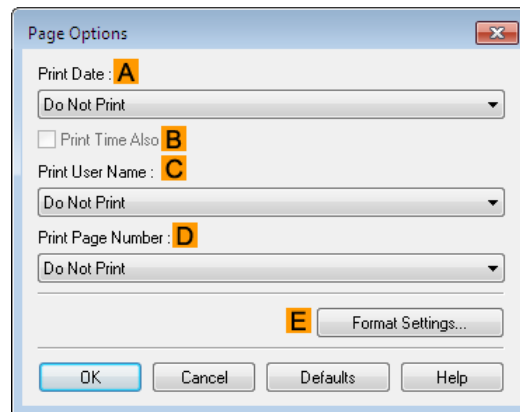 Page Options
Print Date : A
Do Not Print
Print Time Also B
Print User Name : C
Do Not Print
Print Page Number : D
Do Not Print
E Format Settings...
OK Cancel Defaults Help